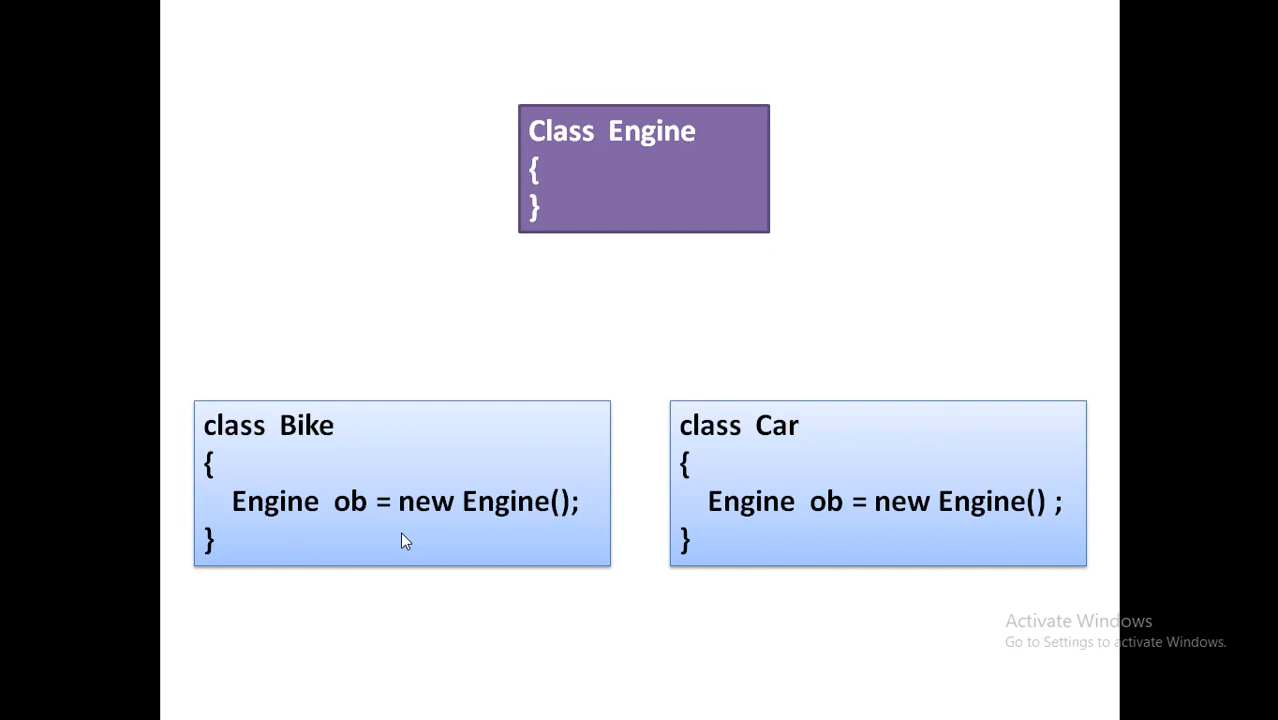 Class Engine
{
}
class Bike
{
Engine ob = new Engine();
}
class Car
{
Engine ob = new Engine() ;
}
Activate Windows
Go to Settings to activate Windows.